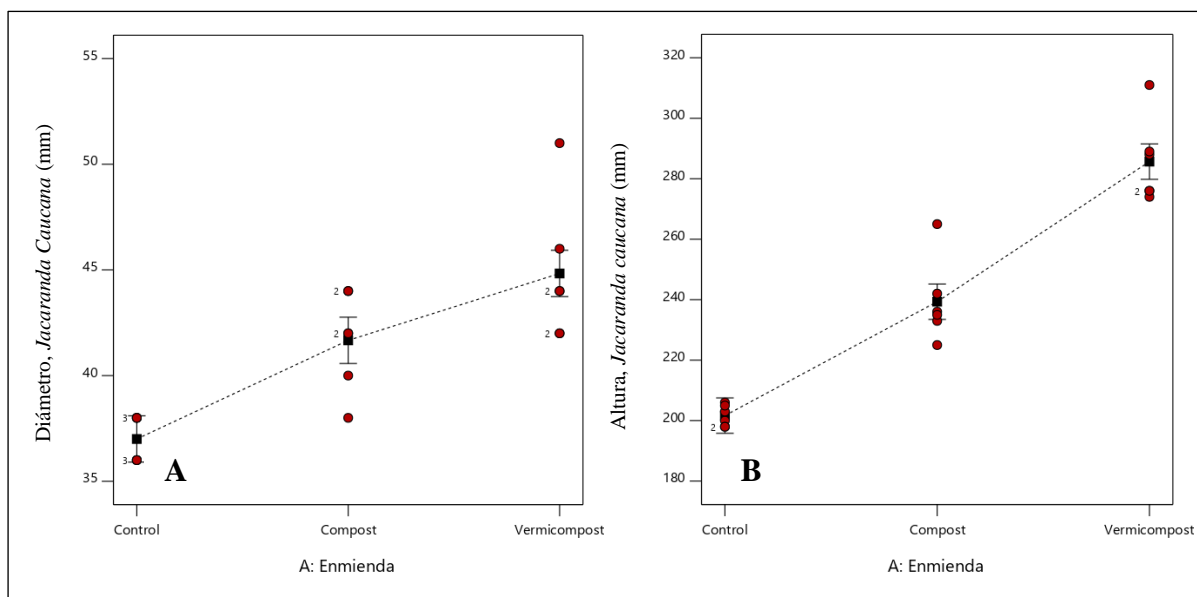 Diámetro, Jacaranda Caucana (mm)
55
50
45
40
35
3
3
2
2
2
2
A
Control
Compost
Vermicompost
A: Enmienda
Altura, Jacaranda caucana (mm)
320
300
280
260
240
220
200
180
2
2
B
Control
Compost
Vermicompost
A: Enmienda